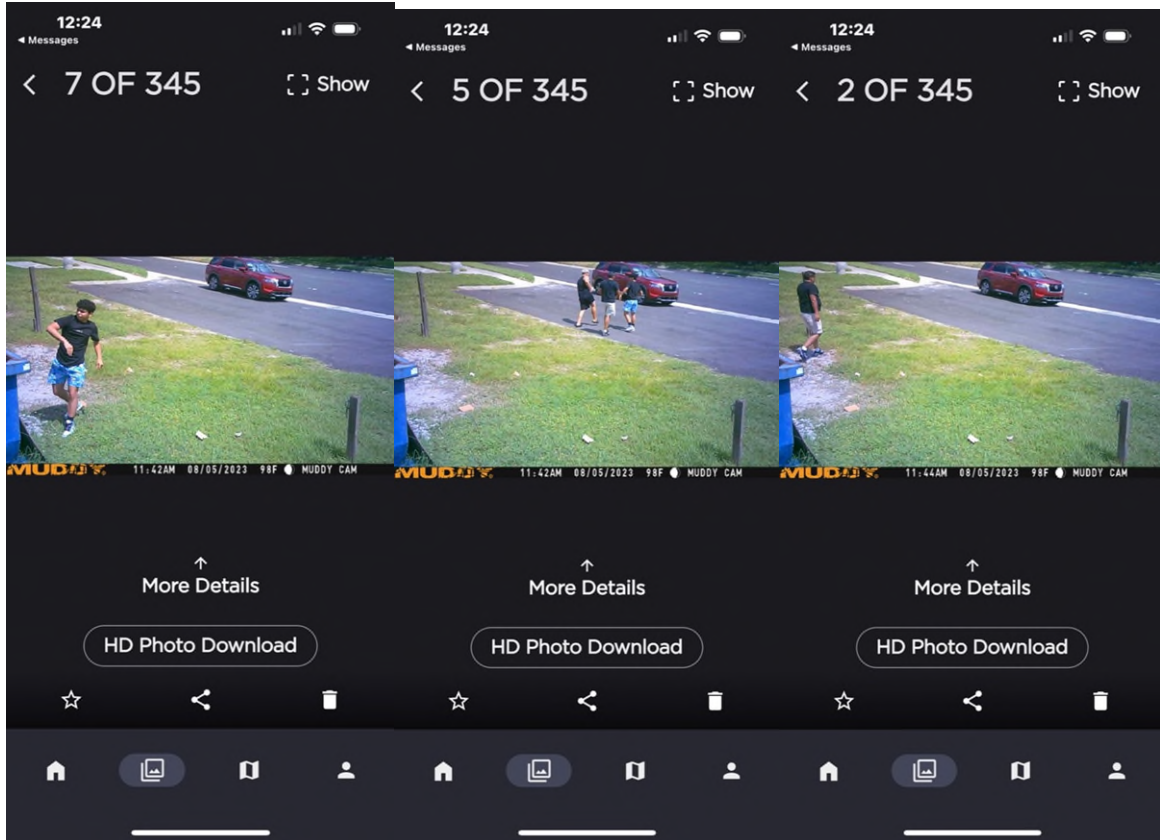 12:24
◄ Messages
7 OF 345
Show
MUDDY
11:42AM 08/05/2023 98F MUDDY CAM
More Details
HD Photo Download
12:24
◄ Messages
5 OF 345
Show
MUDDY
11:42AM 08/05/2023 98F MUDDY CAM
More Details
HD Photo Download
12:24
◄ Messages
2 OF 345
Show
MUDDY
11:44AM 08/05/2023 98F MUDDY CAM
More Details
HD Photo Download